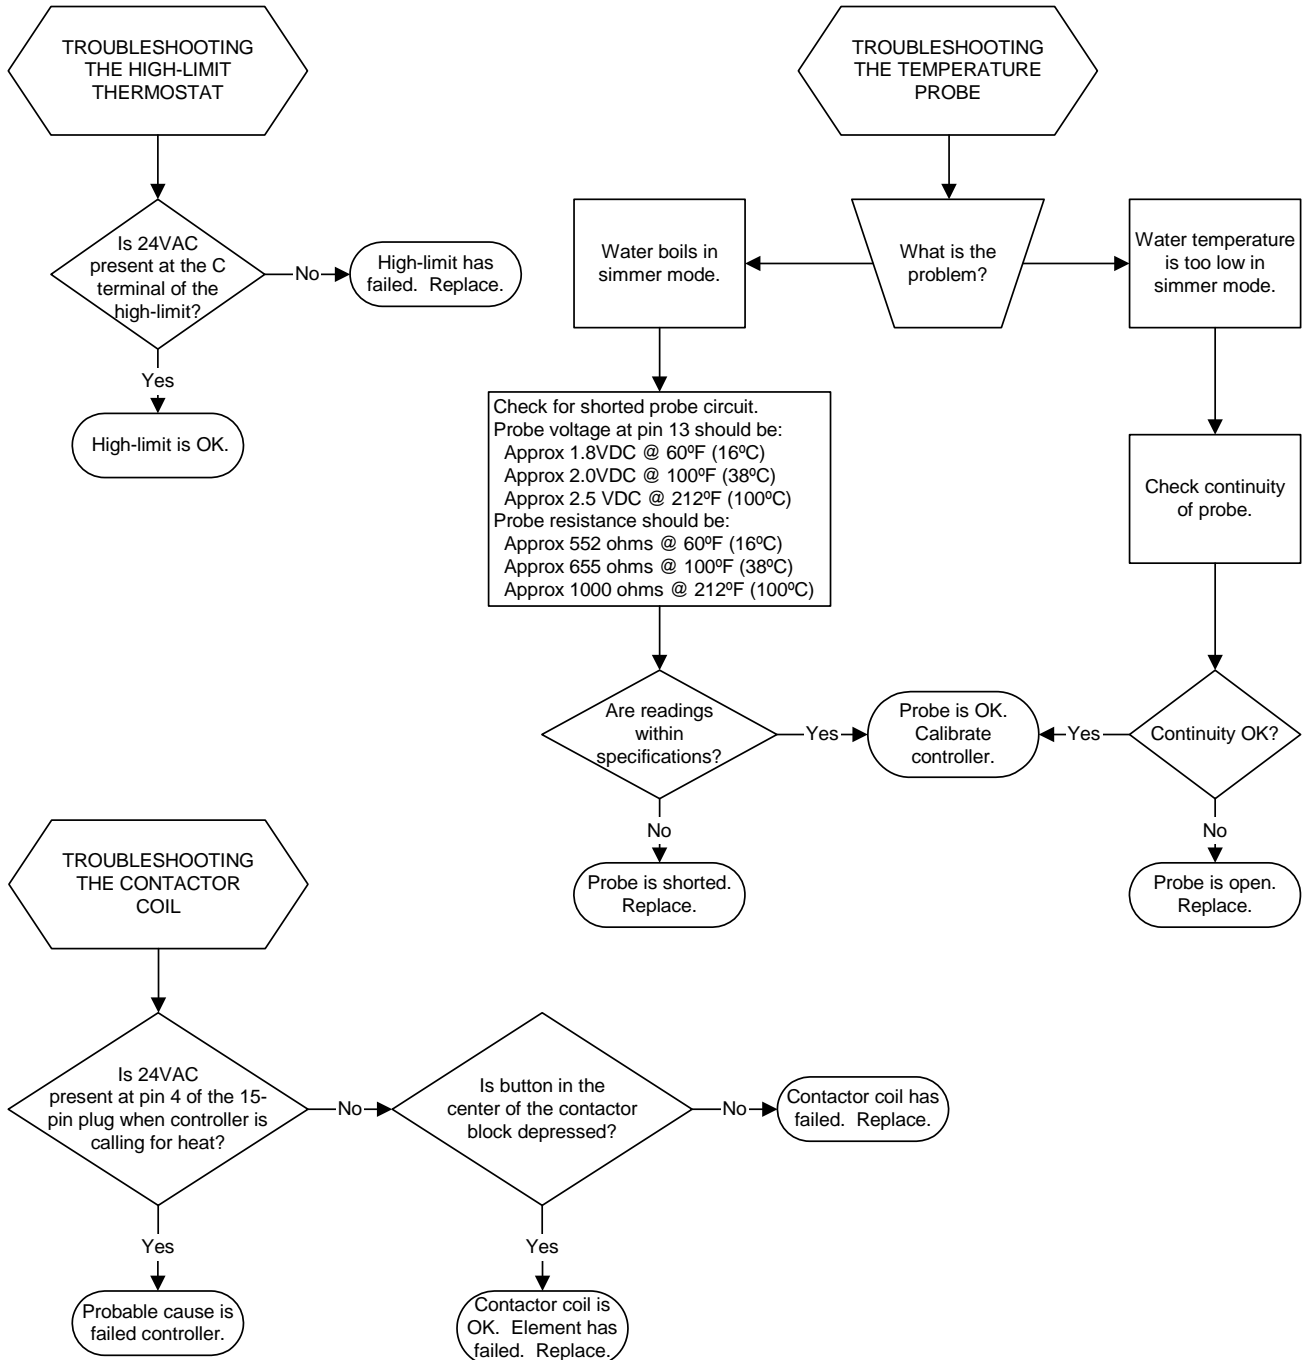 TROUBLESHOOTING
THE HIGH-LIMIT
THERMOSTAT
Is 24VAC
present at the C
terminal of the
high-limit?
No
High-limit has
failed.  Replace.
Yes
High-limit is OK.
TROUBLESHOOTING
THE TEMPERATURE
PROBE
What is the
problem?
Water boils in
simmer mode.
Water temperature
is too low in
simmer mode.
Check for shorted probe circuit.
Probe voltage at pin 13 should be:
Approx 1.8VDC @ 60ºF (16ºC)
Approx 2.0VDC @ 100ºF (38ºC)
Approx 2.5 VDC @ 212ºF (100ºC)
Probe resistance should be:
Approx 552 ohms @ 60ºF (16ºC)
Approx 655 ohms @ 100ºF (38ºC)
Approx 1000 ohms @ 212ºF (100ºC)
Check continuity
of probe.
Are readings
within
specifications?
Yes
Probe is OK.
Calibrate
controller.
Yes
Continuity OK?
No
Probe is shorted.
Replace.
No
Probe is open.
Replace.
TROUBLESHOOTING
THE CONTACTOR
COIL
Is 24VAC
present at pin 4 of the 15-
pin plug when controller is
calling for heat?
No
Is button in the
center of the contactor
block depressed?
No
Contactor coil has
failed.  Replace.
Yes
Probable cause is
failed controller.
Yes
Contactor coil is
OK.  Element has
failed.  Replace.